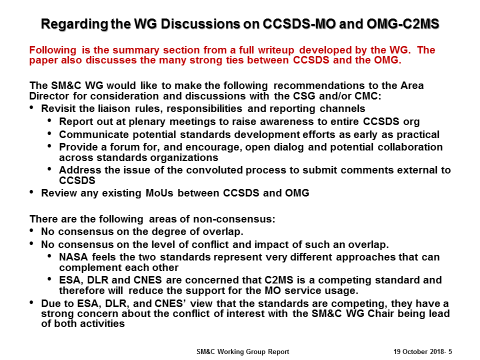 Regarding the WG Discussions on CCSDS-MO and OMG-C2MS
Following is the summary section from a full writeup developed by the WG. The
paper also discusses the many strong ties between CCSDS and the OMG.
The SM&C WG would like to make the following recommendations to the Area
Director for consideration and discussions with the CSG and/or CMC:
• Revisit the liaison rules, responsibilities and reporting channels
• Report out at plenary meetings to raise awareness to entire CCSDS org
• Communicate potential standards development efforts as early as practical
• Provide a forum for, and encourage, open dialog and potential collaboration
across standards organizations
• Address the issue of the convoluted process to submit comments external to
CCSDS
• Review any existing MoUs between CCSDS and OMG
There are the following areas of non-consensus:
• No consensus on the degree of overlap.
• No consensus on the level of conflict and impact of such an overlap.
• NASA feels the two standards represent very different approaches that can
complement each other
• ESA, DLR and CNES are concerned that C2MS is a competing standard and
therefore will reduce the support for the MO service usage.
• Due to ESA, DLR, and CNES' view that the standards are competing, they have a
strong concern about the conflict of interest with the SM&C WG Chair being lead
of both activities
SM&C Working Group Report
19 October 2018- 5